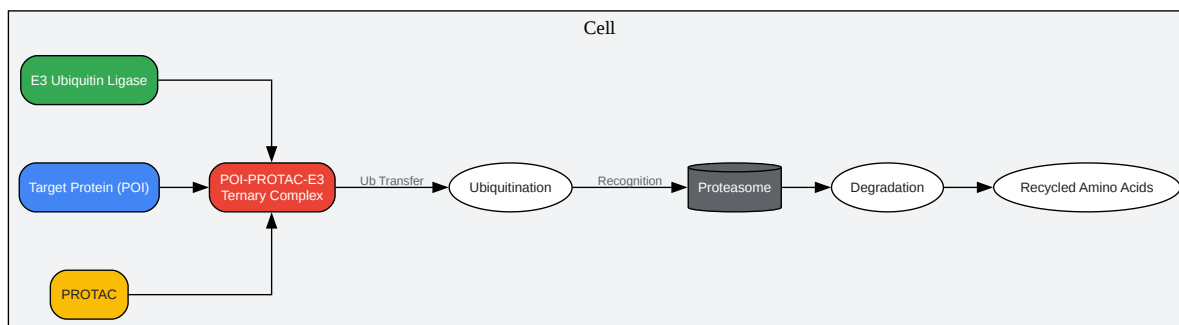 Cell
E3 Ubiquitin Ligase
Target Protein (POI)
POI-PROTAC-E3
Ternary Complex
Ub Transfer
Ubiquitination
Recognition
Proteasome
Degradation
Recycled Amino Acids
PROTAC